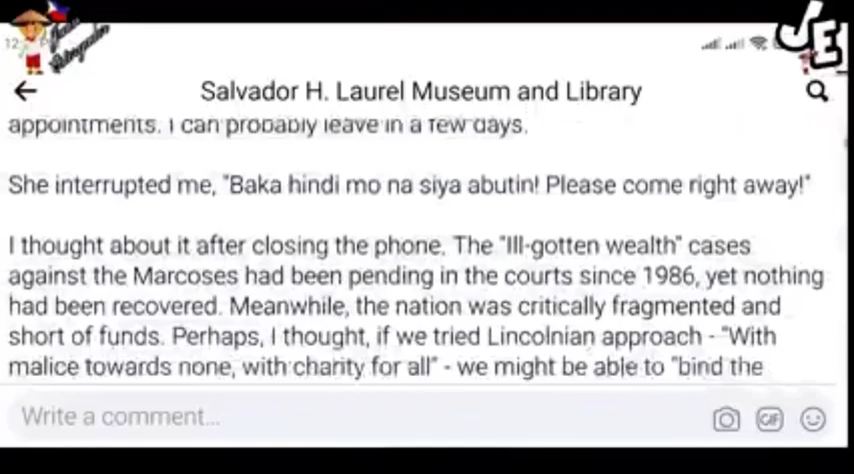 12
JE
Salvador H. Laurel Museum and Library
appointments. I can probably leave in a few days.
She interrupted me, "Baka hindi mo na siya abutin! Please come right away!"
I thought about it after closing the phone. The "Ill-gotten wealth" cases
against the Marcoses had been pending in the courts since 1986, yet nothing
had been recovered. Meanwhile, the nation was critically fragmented and
short of funds. Perhaps, I thought, if we tried Lincolnian approach - "With
malice towards none, with charity for all" - we might be able to "bind the
Write a comment...
GIF